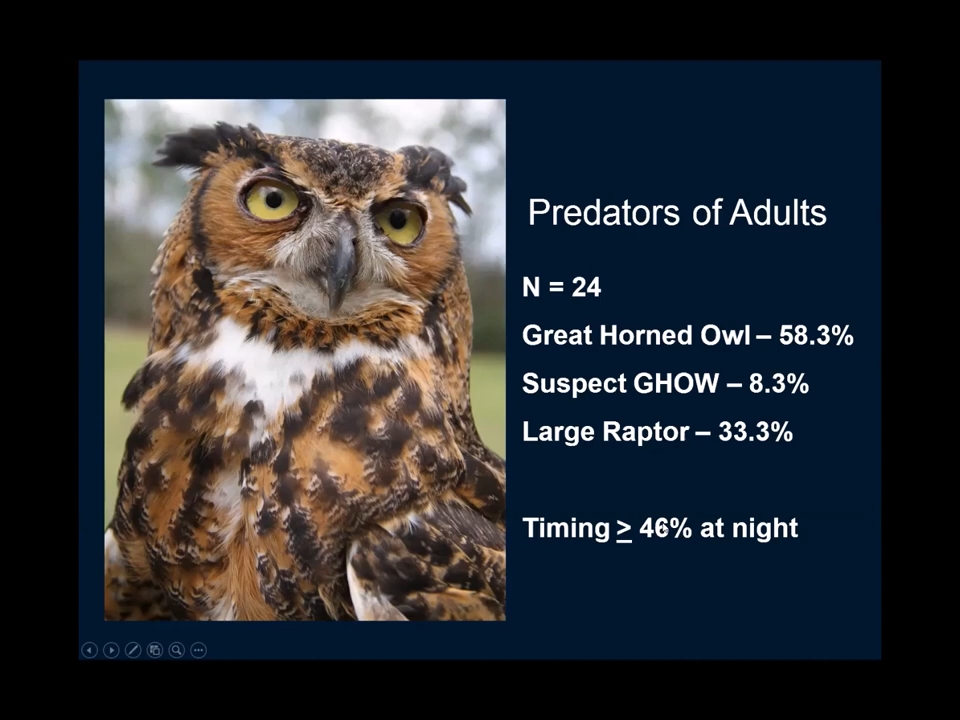 Predators of Adults
N = 24
Great Horned Owl – 58.3%
Suspect GHOW – 8.3%
Large Raptor – 33.3%
Timing ≥ 46% at night